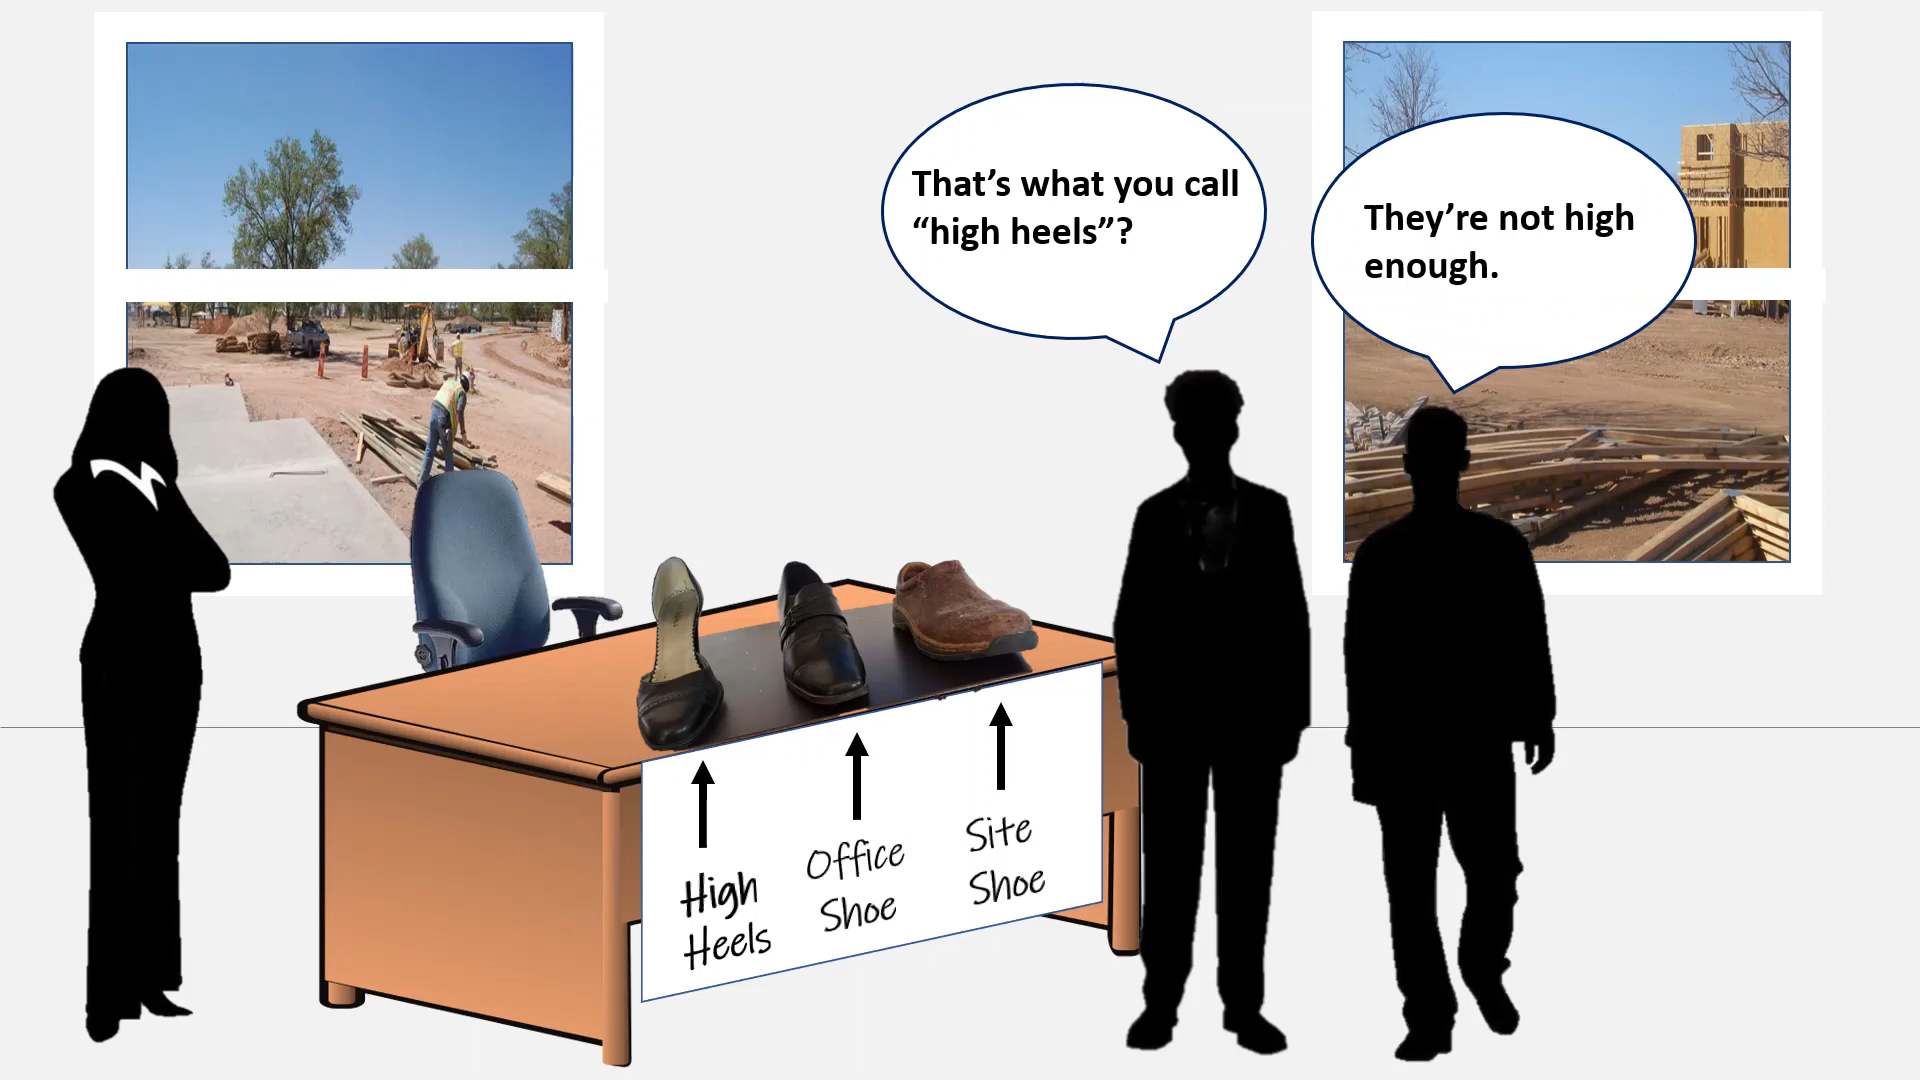 That’s what you call
“high heels”?
They’re not high
enough.
High
Heels
Office
Shoe
Site
Shoe